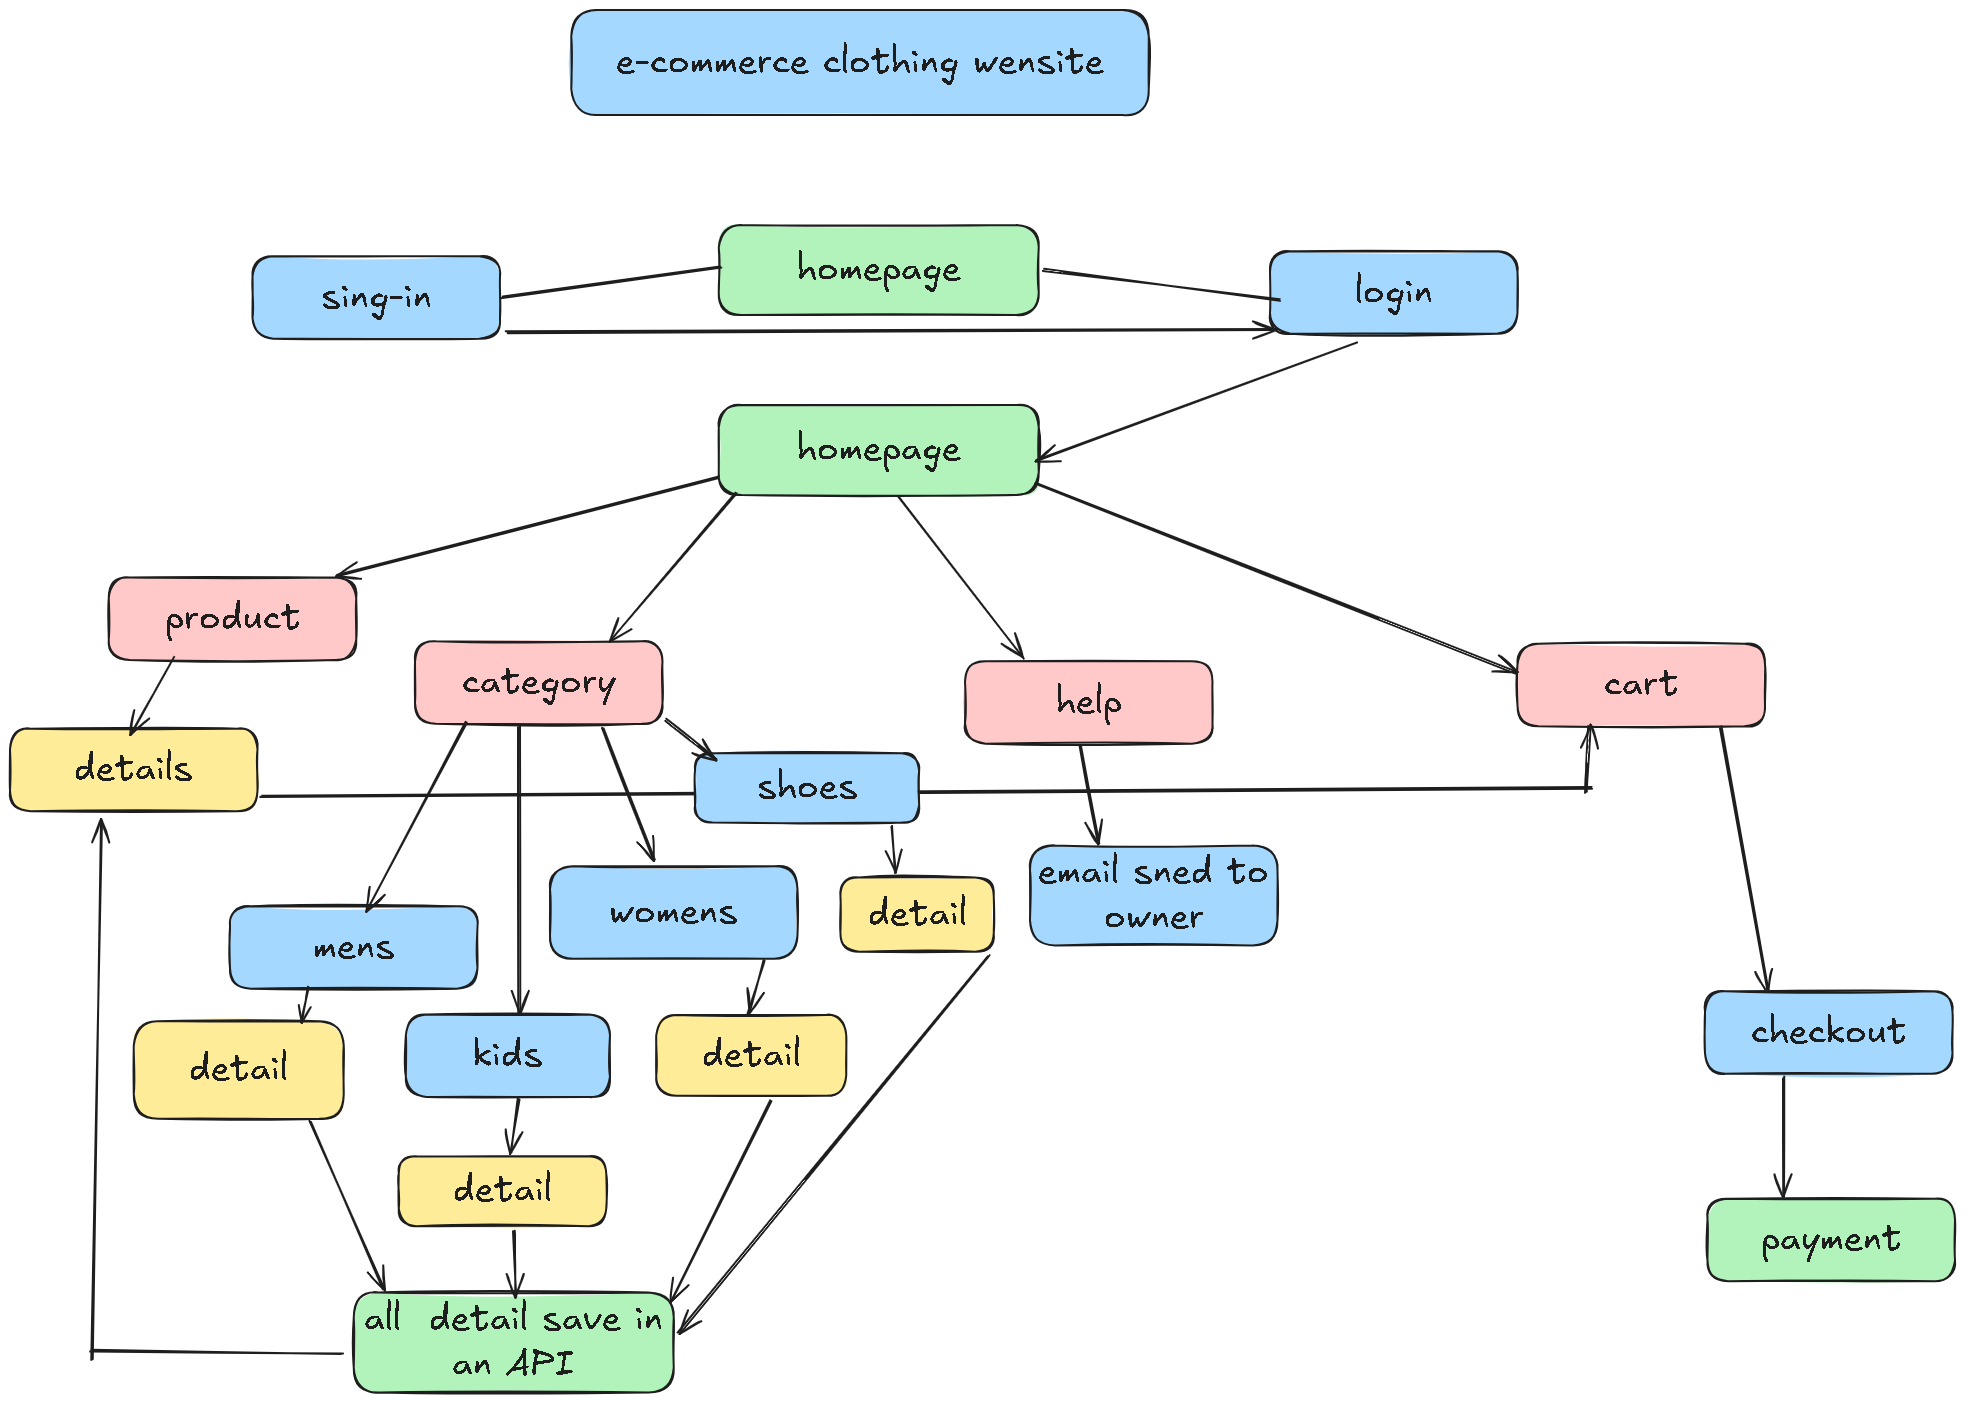 e-commerce clothing wensite
homepage
sing-in
login
homepage
product
category
help
cart
details
shoes
email sned to
owner
womens
detail
mens
checkout
detail
kids
detail
detail
payment
all  detail save in
an API